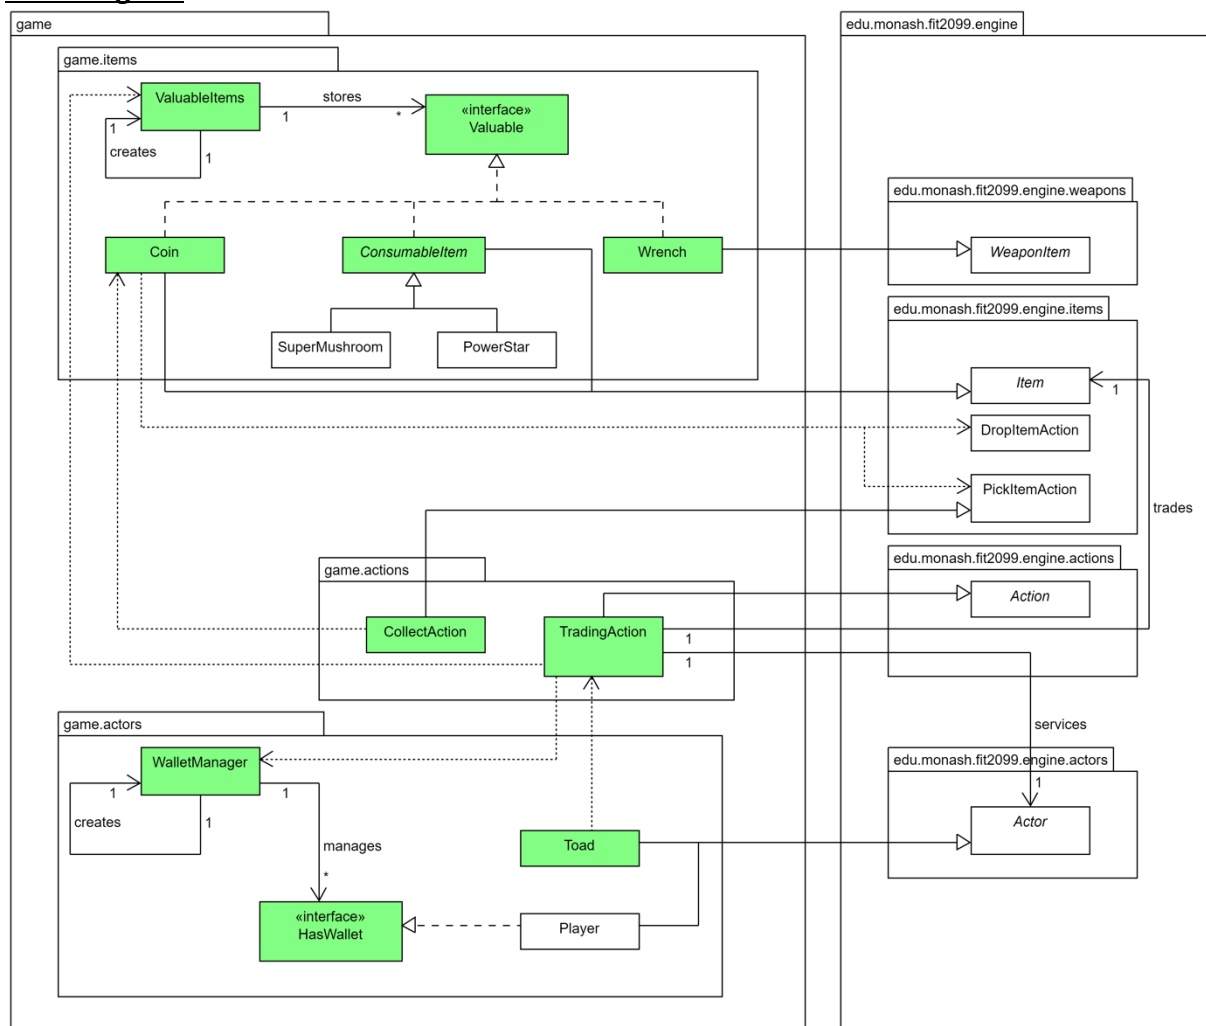 game
edu.monash.fit2099.engine
game.items
ValuableItems
stores
1
*
«interface»
Valuable
1
creates
1
edu.monash.fit2099.engine.weapons
Coin
ConsumableItem
Wrench
WeaponItem
edu.monash.fit2099.engine.items
SuperMushroom
PowerStar
Item
1
DropItemAction
PickItemAction
trades
edu.monash.fit2099.engine.actions
game.actions
Action
CollectAction
TradingAction
1
1
game.actors
services
WalletManager
edu.monash.fit2099.engine.actors
1
1
1
creates
1
Actor
manages
Toad
*
«interface»
HasWallet
Player